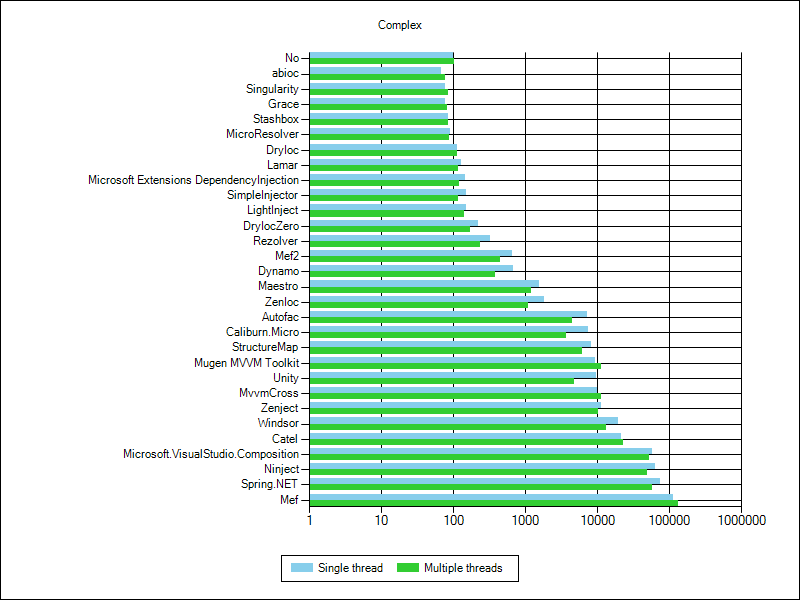 Complex
No
abioc
Singularity
Grace
Stashbox
MicroResolver
DryIoc
Lamar
Microsoft Extensions DependencyInjection
SimpleInjector
LightInject
DryIocZero
Rezolver
Mef2
Dynamo
Maestro
ZenIoc
Autofac
Caliburn.Micro
StructureMap
Mugen MVVM Toolkit
Unity
MvvmCross
Zenject
Windsor
Catel
Microsoft.VisualStudio.Composition
Ninject
Spring.NET
Mef
1 10 100 1000 10000 100000 1000000
Single thread Multiple threads